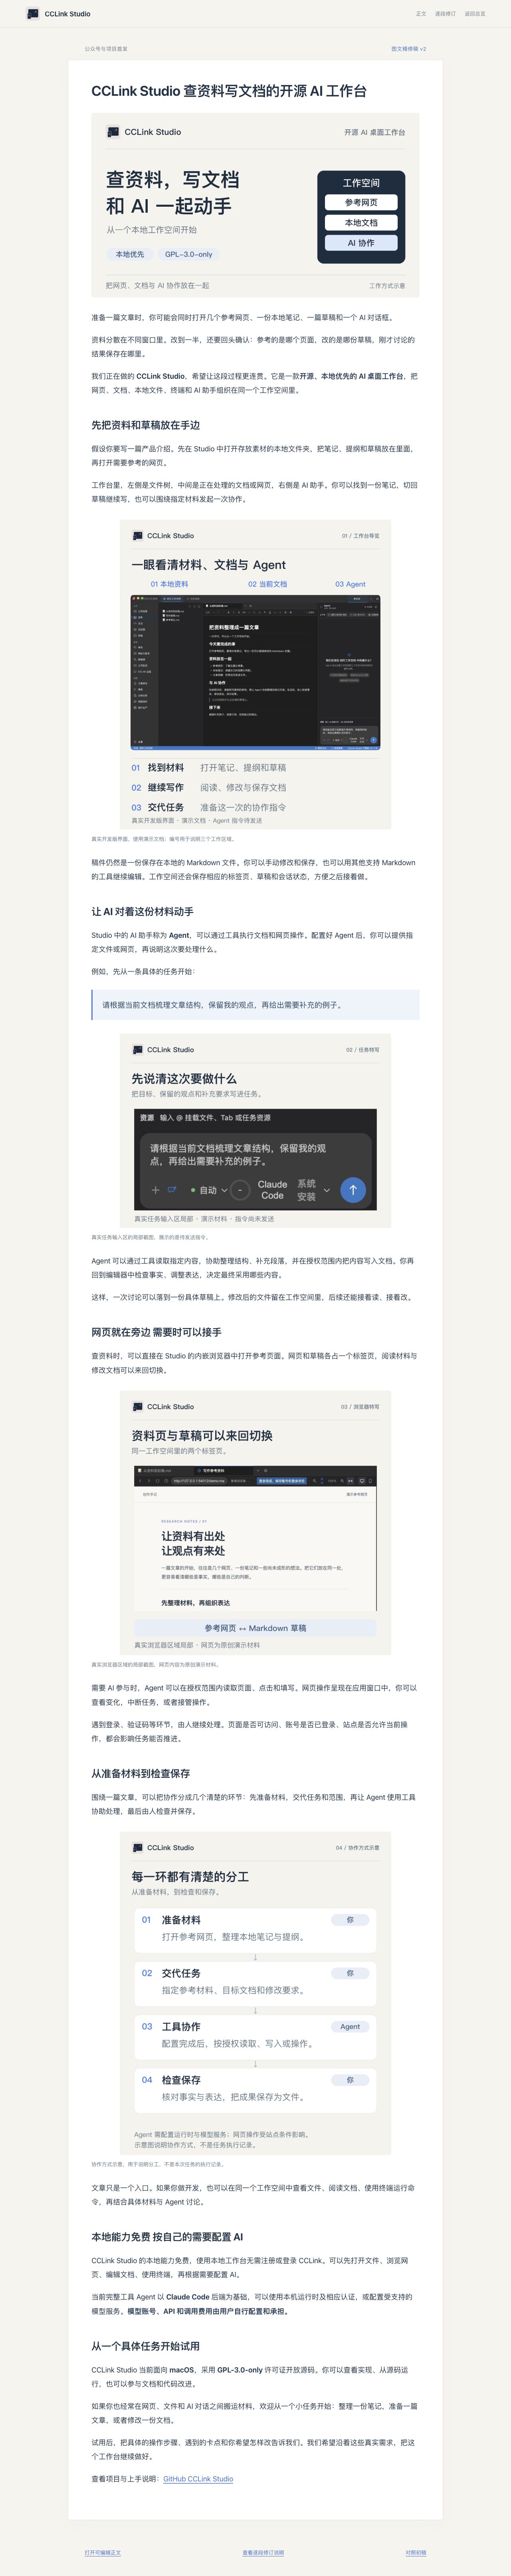 CCLink Studio
正文 逐段修订 返回总览
公众号与项目首发
图文精修稿 v2
CCLink Studio 查资料写文档的开源 AI 工作台
CCLink Studio
开源 AI 桌面工作台
查资料，写文档
和 AI 一起动手
从一个本地工作空间开始
本地优先
GPL-3.0-only
工作空间
参考网页
本地文档
AI 协作
把网页、文档与 AI 协作放在一起
工作方式示意
准备一篇文章时，你可能会同时打开几个参考网页、一份本地笔记、一篇草稿和一个 AI 对话框。
资料分散在不同窗口里。改到一半，还要回头确认：参考的是哪个页面，改的是哪份草稿，刚才讨论的
结果保存在哪里。
我们正在做的 CCLink Studio，希望让这段过程更连贯。它是一款开源、本地优先的 AI 桌面工作台，把
网页、文档、本地文件、终端和 AI 助手组织在同一个工作空间里。
先把资料和草稿放在手边
假设你要写一篇产品介绍。先在 Studio 中打开存放素材的本地文件夹，把笔记、提纲和草稿放在里面，
再打开需要参考的网页。
工作台里，左侧是文件树，中间是正在处理的文档或网页，右侧是 AI 助手。你可以找到一份笔记，切回
草稿继续写，也可以围绕指定材料发起一次协作。
CCLink Studio
01 / 工作台导览
一眼看清材料、文档与 Agent
01 本地资料
02 当前文档
03 Agent
把资料整理成一篇文章
01 找到材料 打开笔记、提纲和草稿
02 继续写作 阅读、修改与保存文档
03 交代任务 准备这一次的协作指令
真实开发版界面 · 演示文档 · Agent 指令待发送
真实开发版界面，使用演示文档；编号用于说明三个工作区域。
稿件仍然是一份保存在本地的 Markdown 文件。你可以手动修改和保存，也可以用其他支持 Markdown
的工具继续编辑。工作空间还会保存相应的标签页、草稿和会话状态，方便之后接着做。
让 AI 对着这份材料动手
Studio 中的 AI 助手称为 Agent，可以通过工具执行文档和网页操作。配置好 Agent 后，你可以提供指
定文件或网页，再说明这次要处理什么。
例如，先从一条具体的任务开始：
请根据当前文档梳理文章结构，保留我的观点，再给出需要补充的例子。
CCLink Studio
02 / 任务特写
先说清这次要做什么
把目标、保留的观点和补充要求写进任务。
资源 输入 @ 挂载文件、Tab 或任务资源
请根据当前文档梳理文章结构，保留我的观
点，再给出需要补充的例子。
自动
Claude Code
系统安装
真实任务输入区局部 · 演示材料 · 指令尚未发送
真实任务输入区的局部截图，展示的是待发送指令。
Agent 可以通过工具读取指定内容，协助整理结构、补充段落，并在授权范围内把内容写入文档。你再
回到编辑器中检查事实、调整表达，决定最终采用哪些内容。
这样，一次讨论可以落到一份具体草稿上。修改后的文件留在工作空间里，后续还能接着读、接着改。
网页就在旁边 需要时可以接手
查资料时，可以直接在 Studio 的内嵌浏览器中打开参考页面。网页和草稿各占一个标签页，阅读材料与
修改文档可以来回切换。
CCLink Studio
03 / 浏览器特写
资料页与草稿可以来回切换
同一工作空间里的两个标签页。
RESEARCH NOTES / 01
让资料有出处
让观点有来处
先整理材料，再组织表达
参考网页 ↔ Markdown 草稿
真实浏览器区域局部 · 网页为原创演示材料
真实浏览器区域的局部截图，网页内容为原创演示材料。
需要 AI 参与时，Agent 可以在授权范围内读取页面、点击和填写。网页操作呈现在应用窗口中，你可以
查看变化，中断任务，或者接管操作。
遇到登录、验证码等环节，由人继续处理。页面是否可访问、账号是否已登录、站点是否允许当前操
作，都会影响任务能否推进。
从准备材料到检查保存
围绕一篇文章，可以把协作分成几个清楚的环节：先准备材料，交代任务和范围，再让 Agent 使用工具
协助处理，最后由人检查并保存。
CCLink Studio
04 / 协作方式示意
每一环都有清楚的分工
从准备材料，到检查和保存。
01 准备材料 你
打开参考网页，整理本地笔记与提纲。
↓
02 交代任务 你
指定参考材料、目标文档和修改要求。
↓
03 工具协作 Agent
配置完成后，按授权读取、写入或操作。
↓
04 检查保存 你
核对事实与表达，把成果保存为文件。
Agent 需配置运行时与模型服务；网页操作受站点条件影响。
示意图说明协作方式，不是任务执行记录。
协作方式示意，用于说明分工，不是本次任务的执行记录。
文章只是一个入口。如果你做开发，也可以在同一个工作空间中查看文件、阅读文档、使用终端运行命
令，再结合具体材料与 Agent 讨论。
本地能力免费 按自己的需要配置 AI
CCLink Studio 的本地能力免费，使用本地工作台无需注册或登录 CCLink。可以先打开文件、浏览网
页、编辑文档、使用终端，再根据需要配置 AI。
当前完整工具 Agent 以 Claude Code 后端为基础，可以使用本机运行时及相应认证，或配置受支持的
模型服务。模型账号、API 和调用费用由用户自行配置和承担。
从一个具体任务开始试用
CCLink Studio 当前面向 macOS，采用 GPL-3.0-only 许可证开放源码。你可以查看实现、从源码运
行，也可以参与文档和代码改进。
如果你也经常在网页、文件和 AI 对话之间搬运材料，欢迎从一个小任务开始：整理一份笔记，准备一篇
文章，或者修改一份文档。
试用后，把具体的操作步骤、遇到的卡点和你希望怎样改告诉我们。我们希望沿着这些真实需求，把这
个工作台继续做好。
查看项目与上手说明：GitHub CCLink Studio
打开可编辑正文
查看逐段修订说明
对照初稿